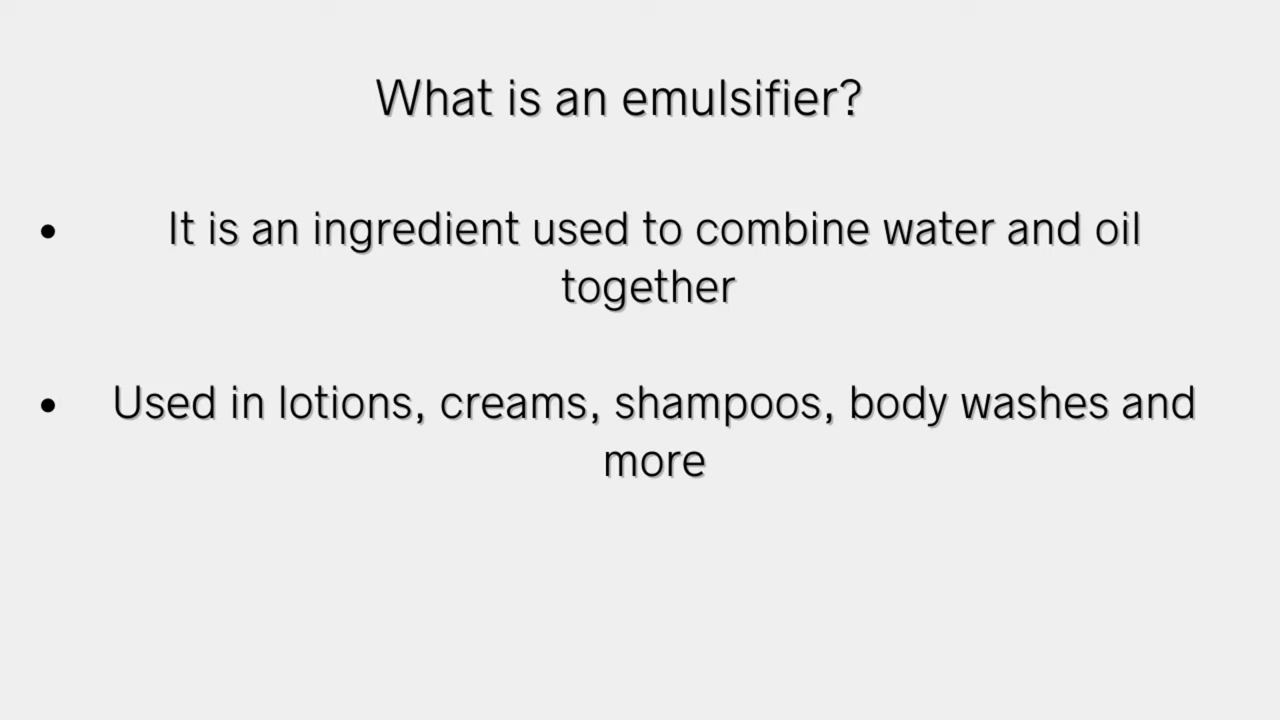 What is an emulsifier?
• It is an ingredient used to combine water and oil
together
• Used in lotions, creams, shampoos, body washes and
more